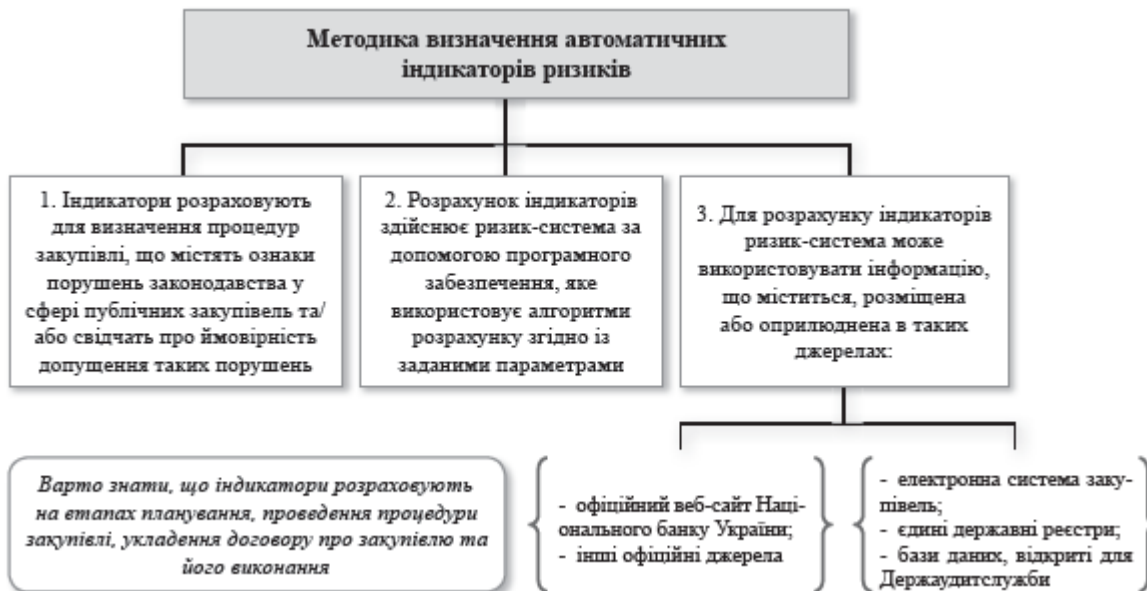 Методика визначення автоматичних
індикаторів ризиків
1. Індикатори розраховують
для визначення процедур
закупівлі, що містять ознаки
порушень законодавства у
сфері публічних закупівель та/
або свідчать про ймовірність
допущення таких порушень
2. Розрахунок індикаторів
здійснює ризик-система за
допомогою програмного
забезпечення, яке
використовує алгоритми
розрахунку згідно із
заданими параметрами
3. Для розрахунку індикаторів
ризик-система може
використовувати інформацію,
що міститься, розміщена
або оприлюднена в таких
джерелах:
Варто знати, що індикатори розраховують
на етапах планування, проведення процедури
закупівлі, укладення договору про закупівлю та
його виконання
- офіційний веб-сайт Наці-
онального банку України;
- інші офіційні джерела
- електронна система заку-
півель;
- єдині державні реєстри;
- бази даних, відкриті для
Держаудитслужби